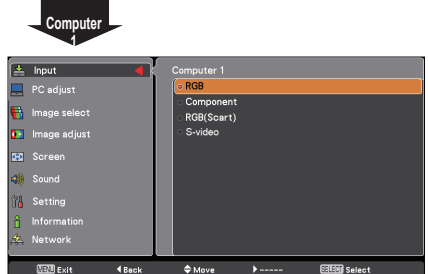 Computer
1
Input
PC adjust
Image select
Image adjust
Screen
Sound
Setting
Information
Network
Computer 1
RGB
Component
RGB(Scart)
S-video
MENU Exit ◀Back ◆Move ▶----- SELECT Select